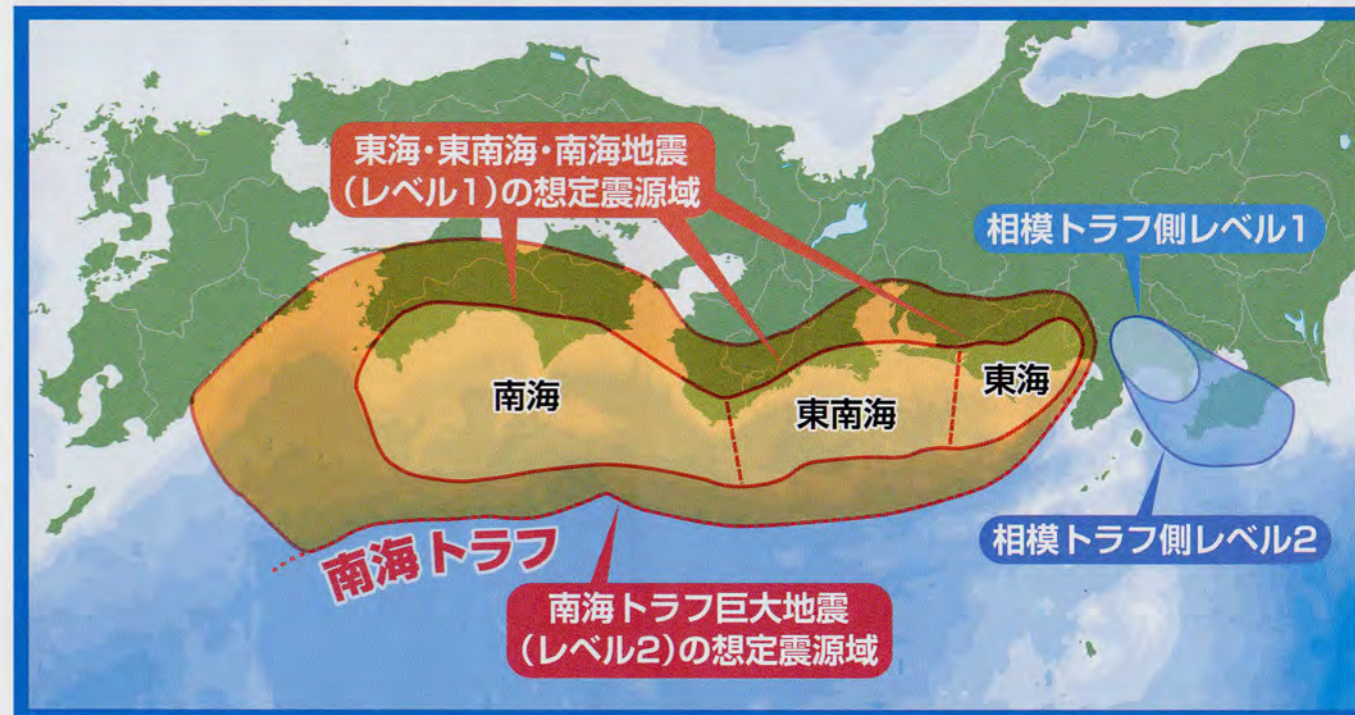 東海・東南海・南海地震
（レベル1）の想定震源域
相模トラフ側レベル1
南海
東南海
東海
相模トラフ側レベル2
南海トラフ
南海トラフ巨大地震
（レベル2）の想定震源域